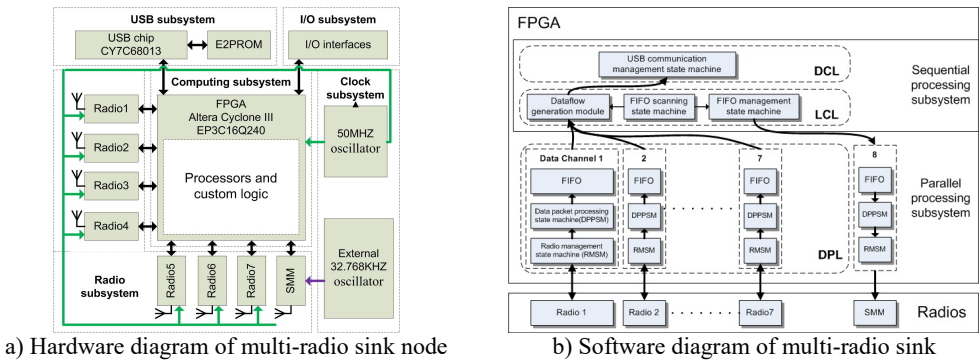 USB subsystem
I/O subsystem
USB chip
CY7C68013
E2PROM
I/O interfaces
Computing subsystem
Clock
subsystem
FPGA
Altera Cyclone III
EP3C16Q240
Radio1
Radio2
Radio3
Radio4
50MHZ
oscillator
Processors and
custom logic
External
32.768KHZ
oscillator
Radio
subsystem
Radio5
Radio6
Radio7
SMM
a) Hardware diagram of multi-radio sink node
FPGA
USB communication
management state machine
DCL
Sequential
processing
subsystem
Dataflow
generation module
FIFO scanning
state machine
FIFO management
state machine
LCL
Data Channel 1
2
7
8
FIFO
FIFO
FIFO
FIFO
Data packet processing
state machine(DPPSM)
DPPSM
DPPSM
DPPSM
Radio management
state machine (RMSM)
RMSM
RMSM
RMSM
DPL
Parallel
processing
subsystem
Radio 1
Radio 2
Radio7
SMM
Radios
b) Software diagram of multi-radio sink